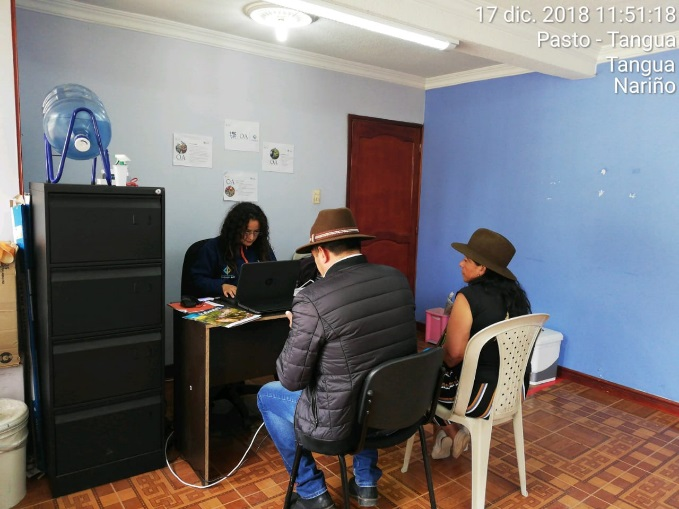 17 dic. 2018 11:51:18
Pasto - Tangua
Tangua
Nariño